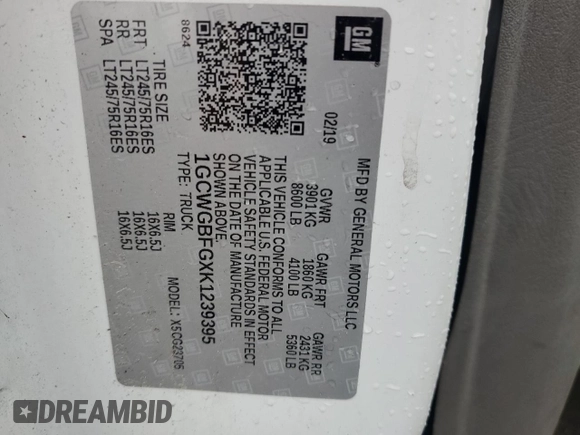 GM
MFD BY GENERAL MOTORS LLC
02/19 GVWR GAWR FRT GAWR RR
3901 KG 1860 KG 2431 KG
8600 LB 4100 LB 5360 LB
THIS VEHICLE CONFORMS TO ALL
APPLICABLE U.S. FEDERAL MOTOR
VEHICLE SAFETY STANDARDS IN EFFECT
ON THE DATE OF MANUFACTURE
SHOWN ABOVE.
1GCWGBFGXK1239395
TYPE: TRUCK MODEL: X5CG23705
8624
TIRE SIZE RIM
FRT LT245/75R16ES 16X6.5J
RR LT245/75R16ES 16X6.5J
SPA LT245/75R16ES 16X6.5J
DREAMBID